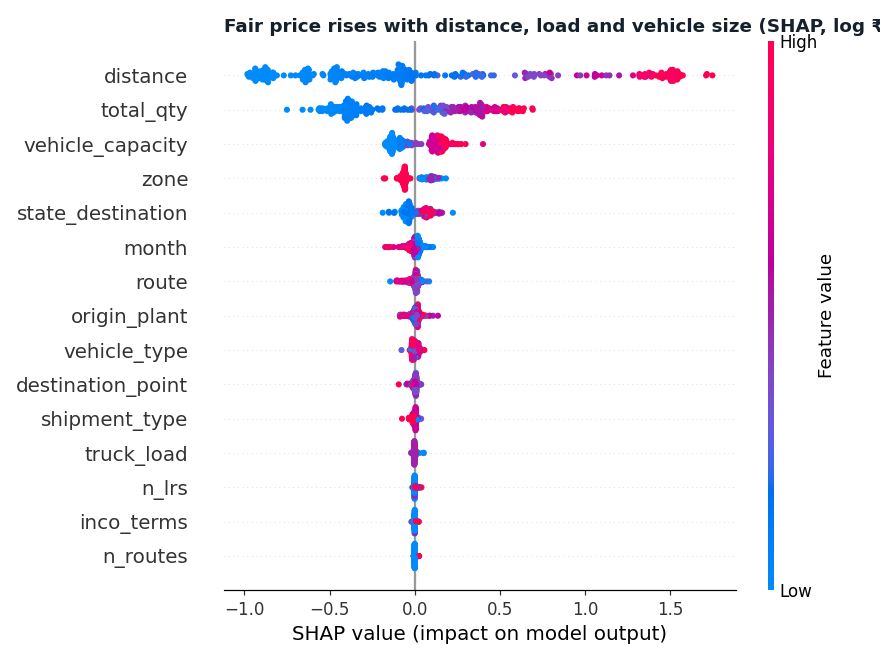 Fair price rises with distance, load and vehicle size (SHAP, log ₹
High
distance
total_qty
vehicle_capacity
zone
state_destination
month
route
origin_plant
vehicle_type
destination_point
shipment_type
truck_load
n_lrs
inco_terms
n_routes
Feature value
Low
−1.0 −0.5 0.0 0.5 1.0 1.5
SHAP value (impact on model output)